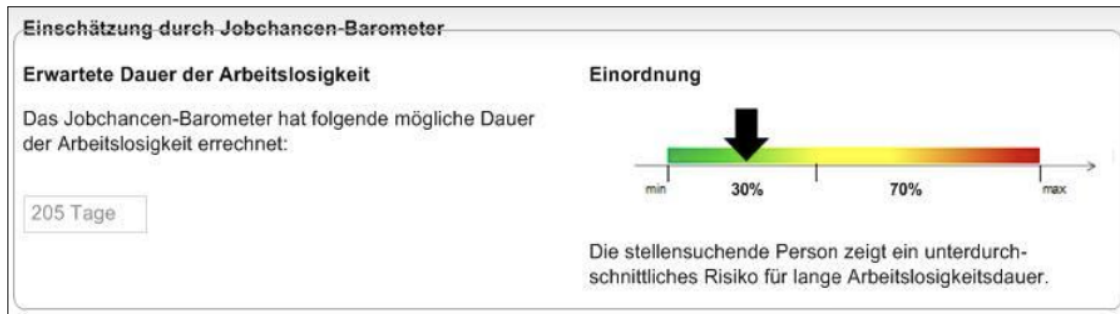 Einschätzung durch Jobchancen-Barometer
Erwartete Dauer der Arbeitslosigkeit
Das Jobchancen-Barometer hat folgende mögliche Dauer
der Arbeitslosigkeit errechnet:
205 Tage
Einordnung
min 30% 70% max
Die stellensuchende Person zeigt ein unterdurch-
schnittliches Risiko für lange Arbeitslosigkeitsdauer.